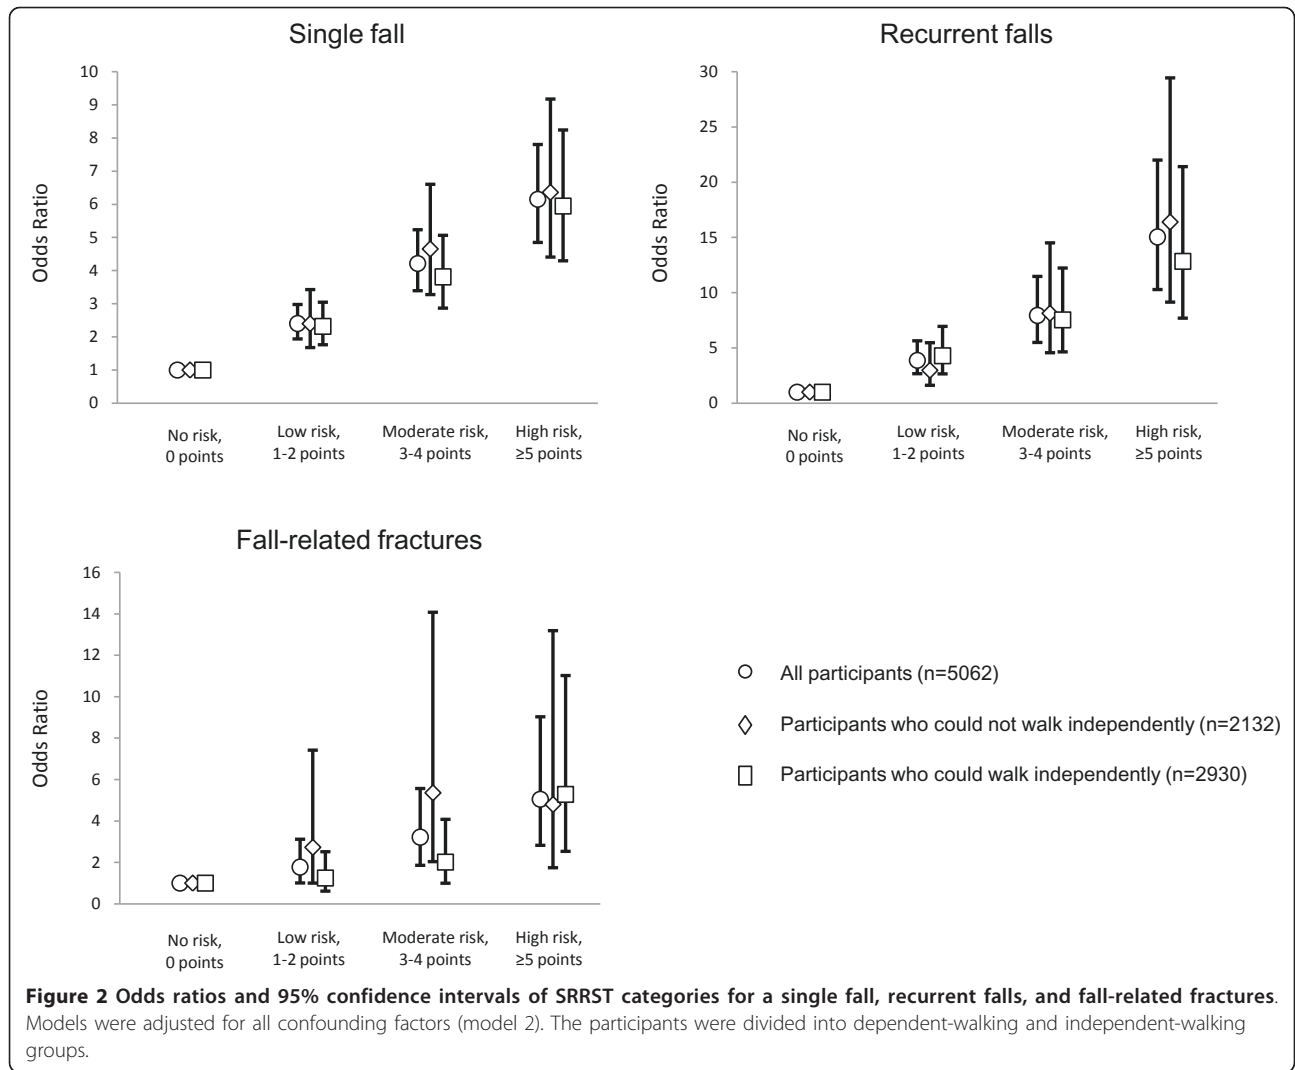 Single fall
10
9
8
7
6
5
4
3
2
1
0
Odds Ratio
No risk,
0 points
Low risk,
1-2 points
Moderate risk,
3-4 points
High risk,
≥5 points
Recurrent falls
30
25
20
15
10
5
0
Odds Ratio
No risk,
0 points
Low risk,
1-2 points
Moderate risk,
3-4 points
High risk,
≥5 points
Fall-related fractures
16
14
12
10
8
6
4
2
0
Odds Ratio
No risk,
0 points
Low risk,
1-2 points
Moderate risk,
3-4 points
High risk,
≥5 points
All participants (n=5062)
Participants who could not walk independently (n=2132)
Participants who could walk independently (n=2930)
Figure 2 Odds ratios and 95% confidence intervals of SRRST categories for a single fall, recurrent falls, and fall-related fractures.
Models were adjusted for all confounding factors (model 2). The participants were divided into dependent-walking and independent-walking
groups.